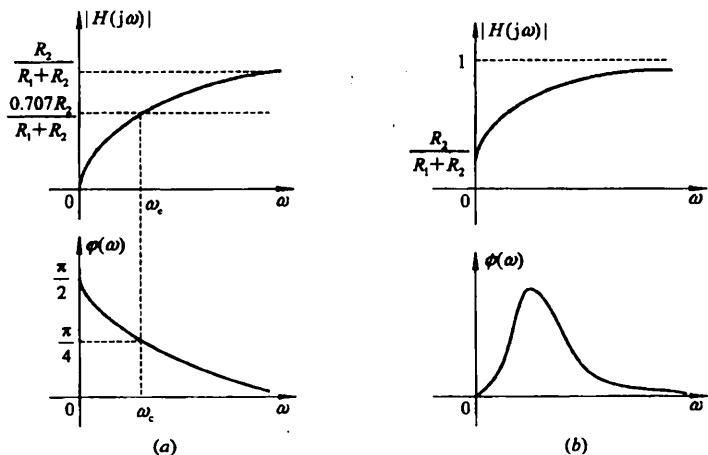 |H(jω)|
R₂
R₁+R₂
0.707R₂
R₁+R₂
0
ω_c
ω
φ(ω)
π
2
π
4
0
ω_c
ω
(a)
|H(jω)|
1
R₂
R₁+R₂
0
ω
ϕ(ω)
0
ω
(b)